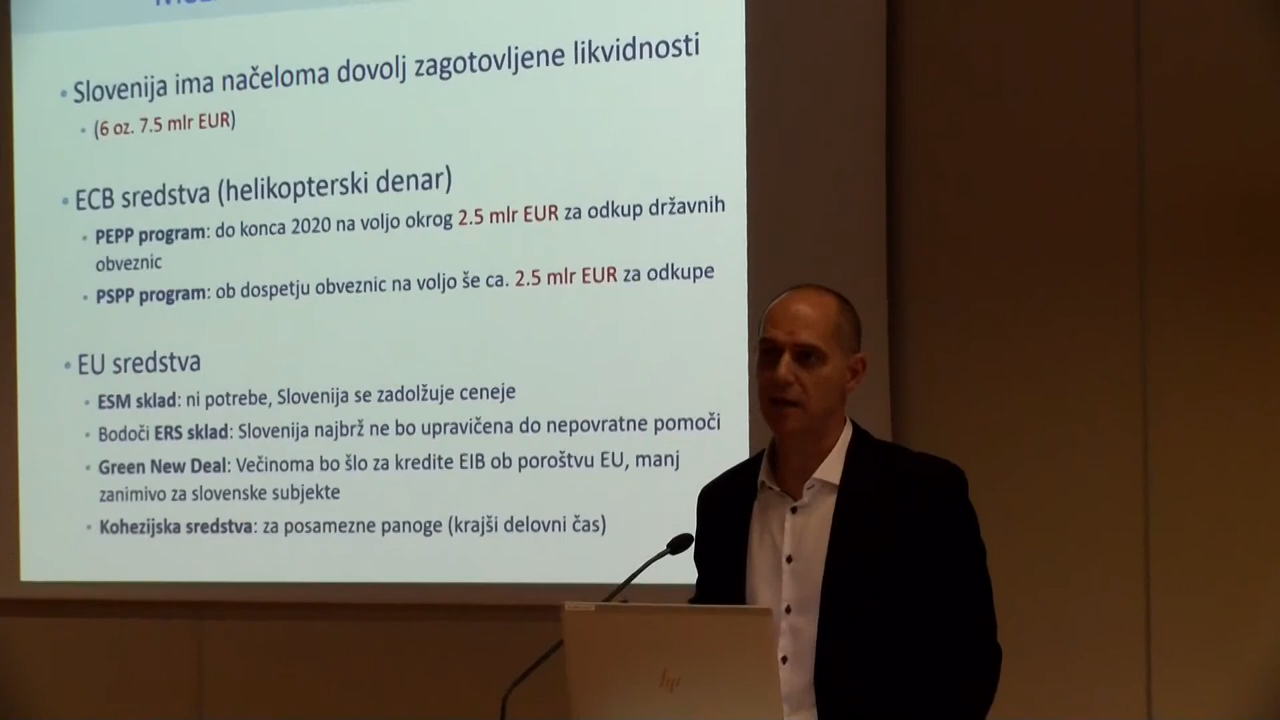 • Slovenija ima načeloma dovolj zagotovljene likvidnosti
• (6 oz. 7.5 mlr EUR)
• ECB sredstva (helikopterski denar)
• PEPP program: do konca 2020 na voljo okrog 2.5 mlr EUR za odkup državnih
obveznic
• PSPP program: ob dospetju obveznic na voljo še ca. 2.5 mlr EUR za odkupe
• EU sredstva
• ESM sklad: ni potrebe, Slovenija se zadolžuje ceneje
• Bodoči ERS sklad: Slovenija najbrž ne bo upravičena do nepovratne pomoči
• Green New Deal: Večinoma bo šlo za kredite EIB ob poroštvu EU, manj
zanimivo za slovenske subjekte
• Kohezijska sredstva: za posamezne panoge (krajši delovni čas)
hp